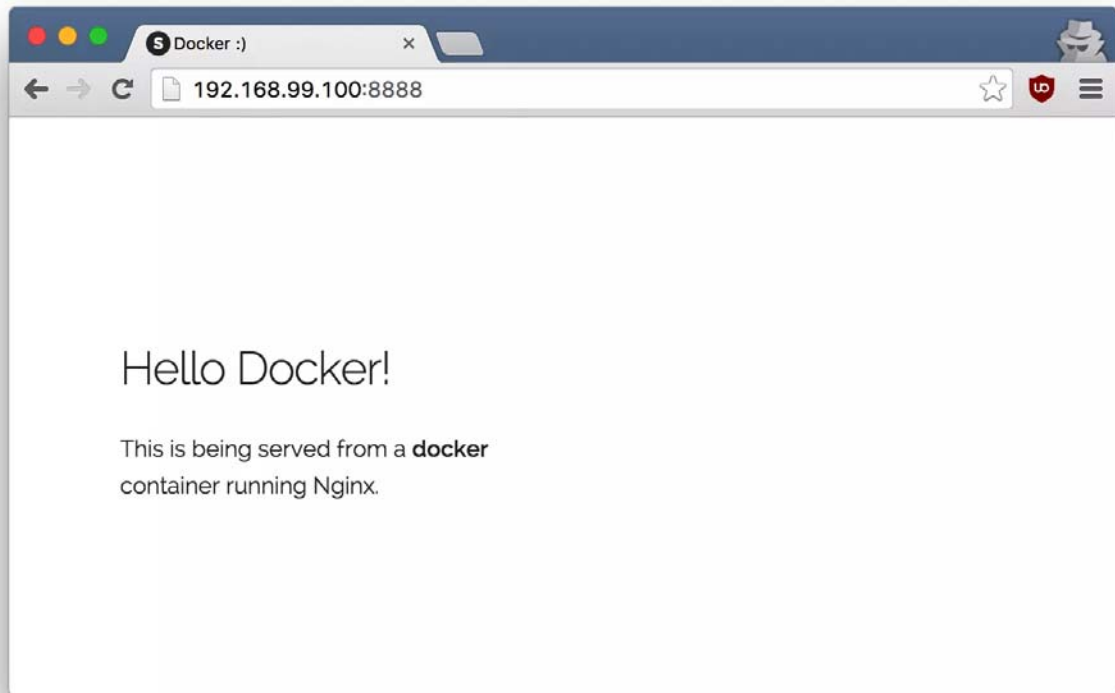 S Docker :)
192.168.99.100:8888
Hello Docker!
This is being served from a docker
container running Nginx.